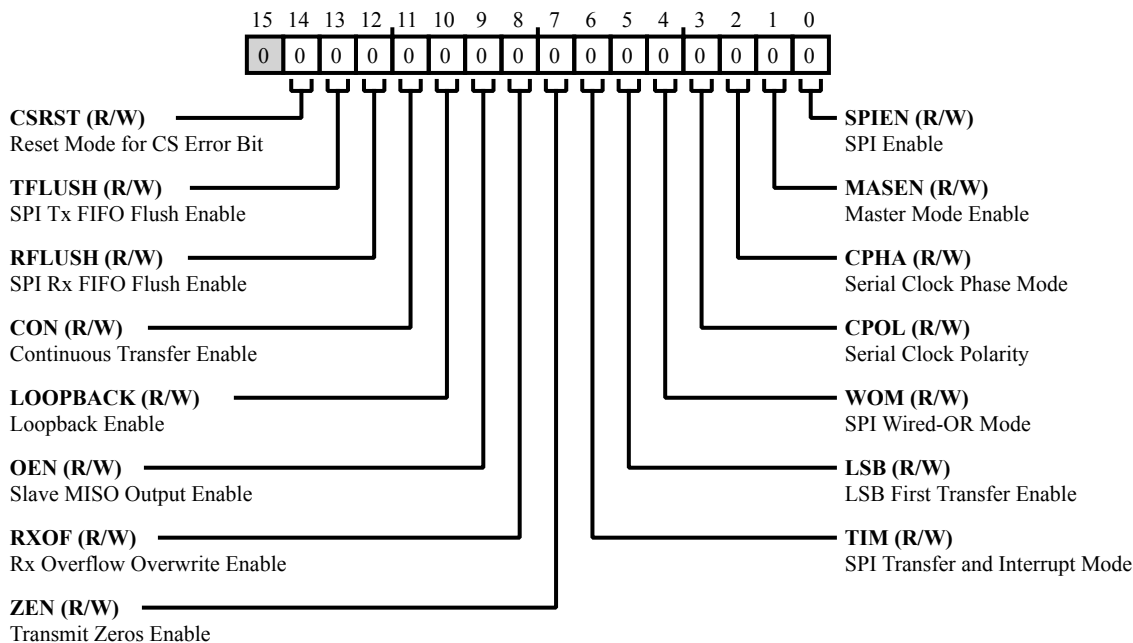 15 14 13 12 11 10 9 8 7 6 5 4 3 2 1 0
0 0 0 0 0 0 0 0 0 0 0 0 0 0 0 0
CSRST (R/W)
Reset Mode for CS Error Bit
TFLUSH (R/W)
SPI Tx FIFO Flush Enable
RFLUSH (R/W)
SPI Rx FIFO Flush Enable
CON (R/W)
Continuous Transfer Enable
LOOPBACK (R/W)
Loopback Enable
OEN (R/W)
Slave MISO Output Enable
RXOF (R/W)
Rx Overflow Overwrite Enable
ZEN (R/W)
Transmit Zeros Enable
SPIEN (R/W)
SPI Enable
MASEN (R/W)
Master Mode Enable
CPHA (R/W)
Serial Clock Phase Mode
CPOL (R/W)
Serial Clock Polarity
WOM (R/W)
SPI Wired-OR Mode
LSB (R/W)
LSB First Transfer Enable
TIM (R/W)
SPI Transfer and Interrupt Mode